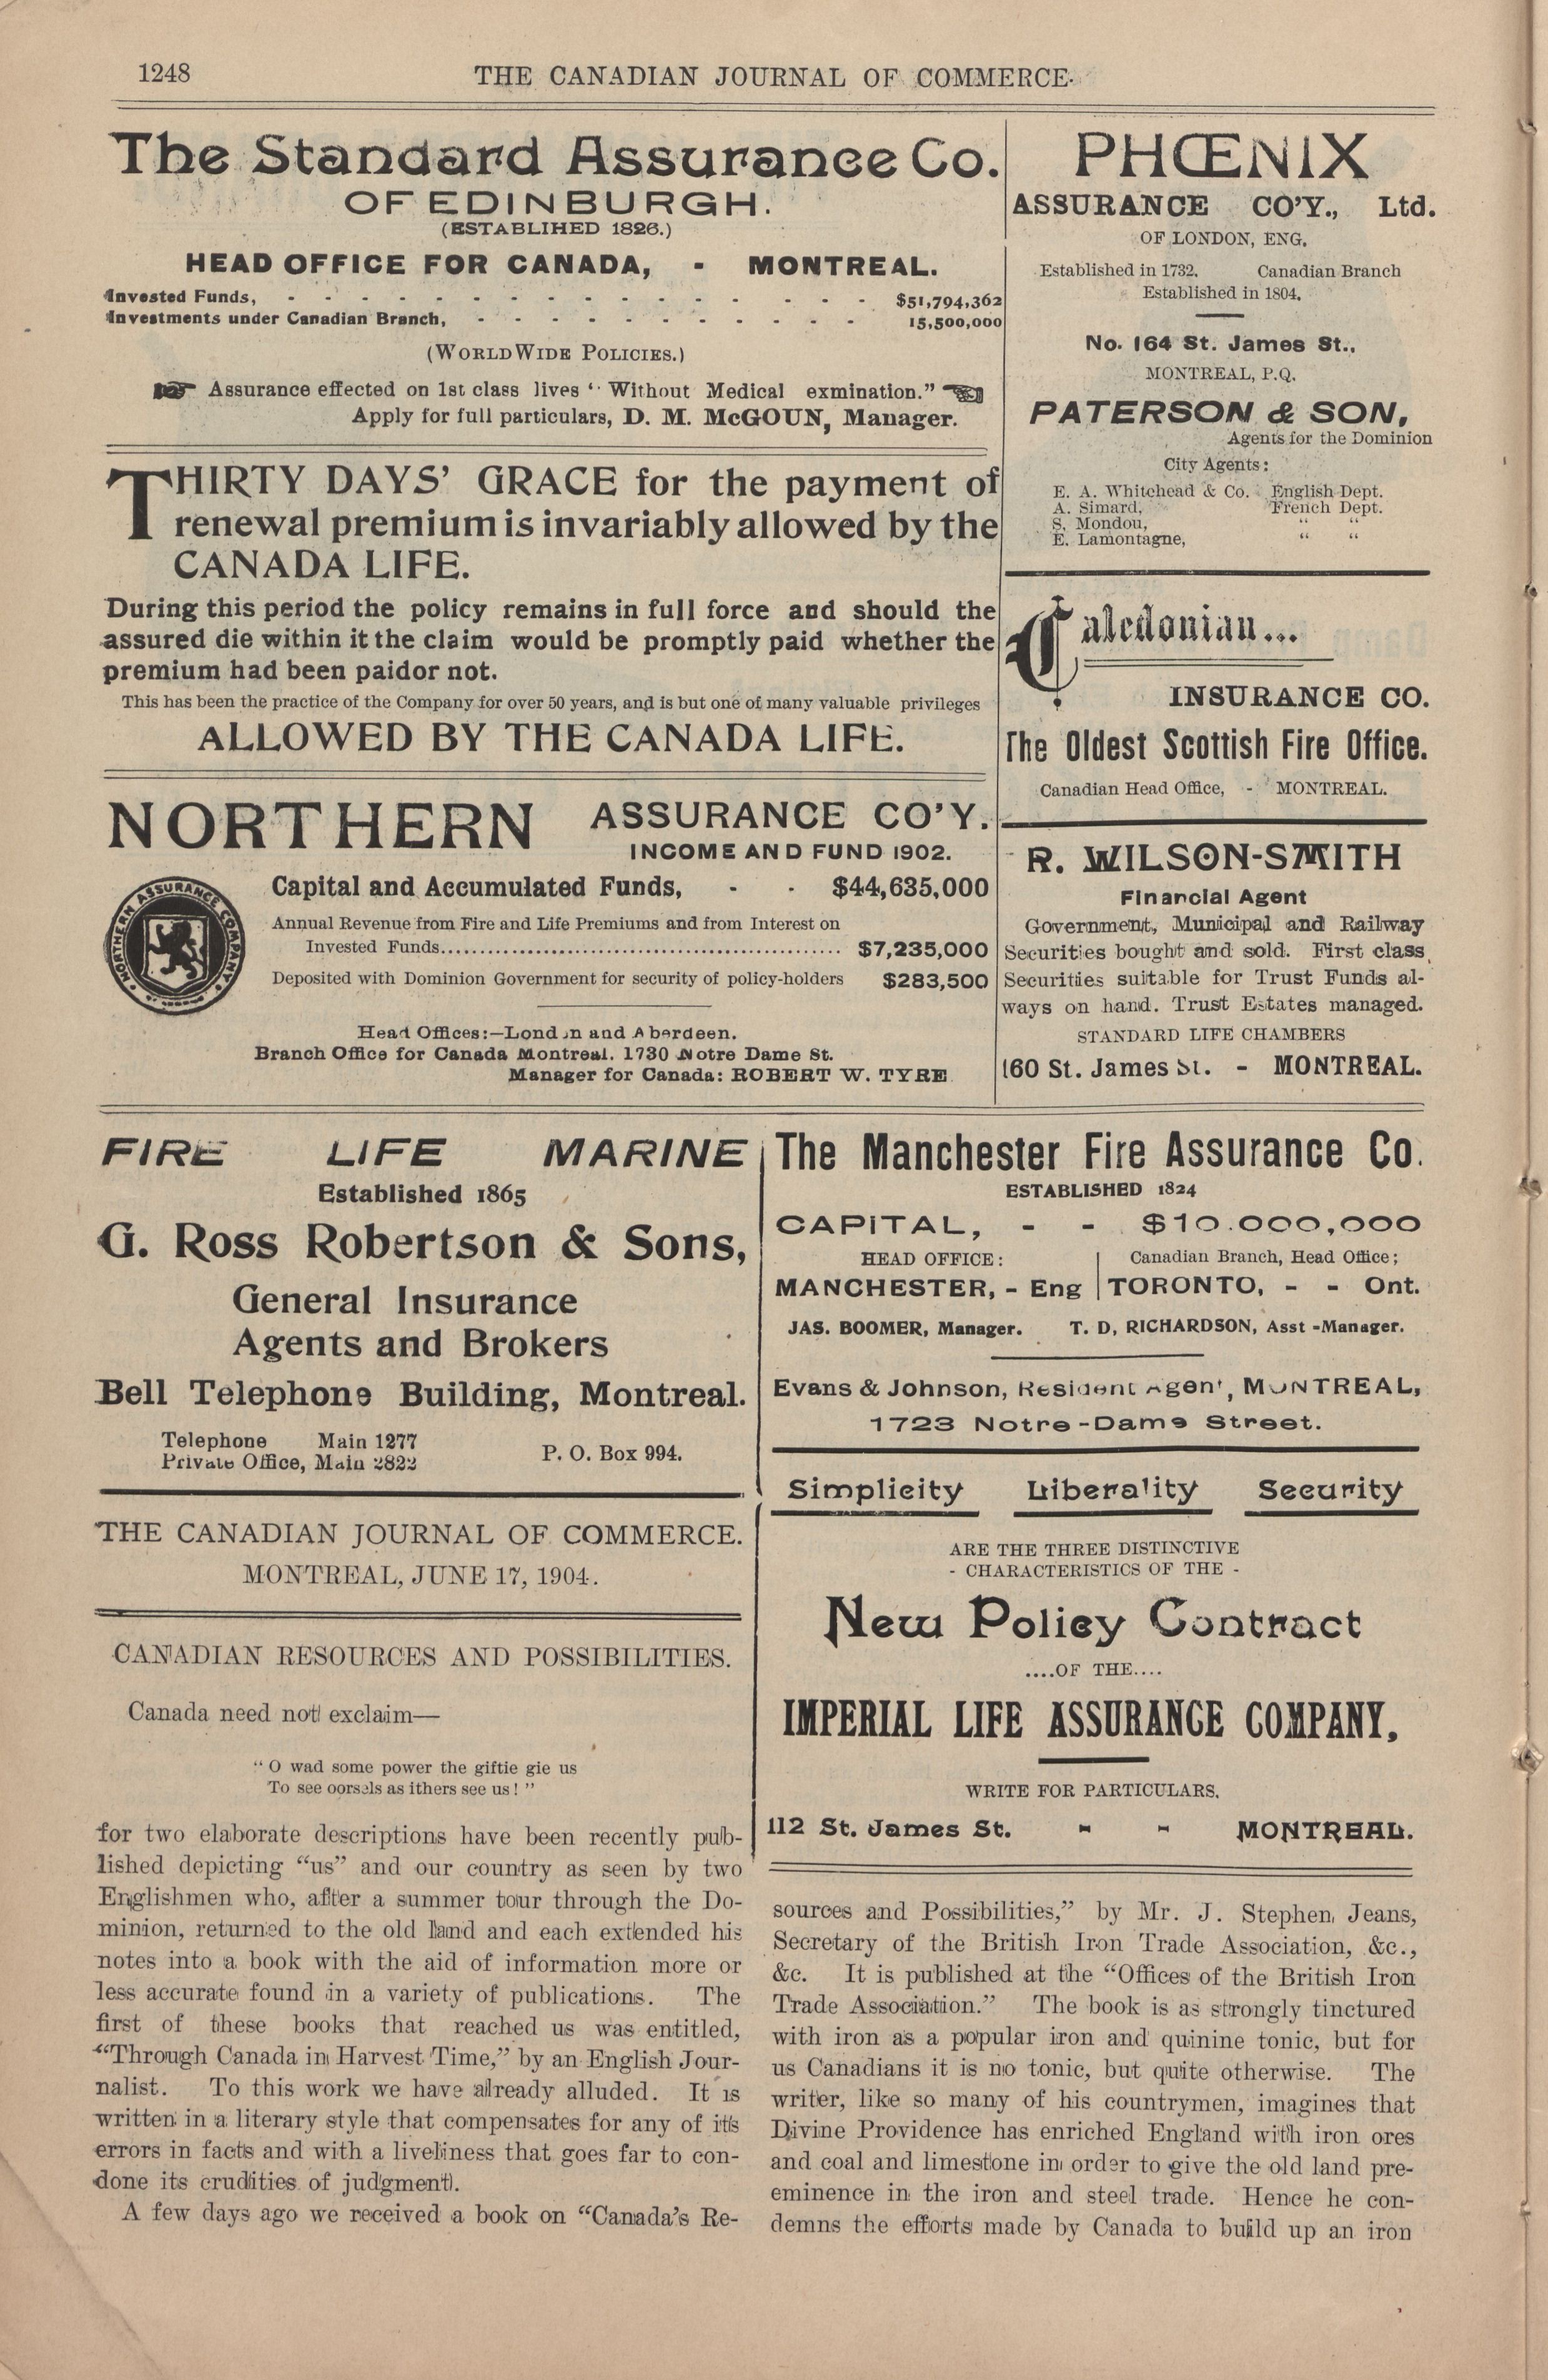 1248
THE CANADIAN JOURNAL OF COMMERCE.
The Standard Assurance Co.
OF EDINBURGH.
(ESTABLIHED 1826.)
HEAD OFFICE FOR CANADA, - MONTREAL.
Invested Funds, - - - - - - - - - - - - - - - - $51,794,362
Investments under Canadian Branch, - - - - - - - - - - - 15,500,000
(WORLD WIDE POLICIES.)
Assurance effected on 1st class lives "Without Medical exmination."
Apply for full particulars, D. M. McGOUN, Manager.
THIRTY DAYS' GRACE for the payment of
renewal premium is invariably allowed by the
CANADA LIFE.
During this period the policy remains in full force and should the
assured die within it the claim would be promptly paid whether the
premium had been paidor not.
This has been the practice of the Company for over 50 years, and is but one of many valuable privileges
ALLOWED BY THE CANADA LIFE.
NORTHERN ASSURANCE CO'Y.
INCOME AND FUND 1902.
NORTHERN ASSURANCE COMPANY
Capital and Accumulated Funds, - - $44,635,000
Annual Revenue from Fire and Life Premiums and from Interest on
Invested Funds................................................ $7,235,000
Deposited with Dominion Government for security of policy-holders $283,500
Head Offices:—London and Aberdeen.
Branch Office for Canada Montreal. 1730 Notre Dame St.
Manager for Canada: ROBERT W. TYRE
PHŒNIX
ASSURANCE CO'Y., Ltd.
OF LONDON, ENG.
Established in 1732. Canadian Branch
Established in 1804.
No. 164 St. James St.,
MONTREAL, P.Q.
PATERSON & SON,
Agents for the Dominion
City Agents:
E. A. Whitehead & Co. English Dept.
A. Simard, French Dept.
S. Mondou, " "
E. Lamontagne, " "
Caledonian...
INSURANCE CO.
The Oldest Scottish Fire Office.
Canadian Head Office, - MONTREAL.
R. WILSON-SMITH
Financial Agent
Government, Municipal and Railway
Securities bought and sold. First class
Securities suitable for Trust Funds al-
ways on hand. Trust Estates managed.
STANDARD LIFE CHAMBERS
160 St. James St. - MONTREAL.
FIRE LIFE MARINE
Established 1865
G. Ross Robertson & Sons,
General Insurance
Agents and Brokers
Bell Telephone Building, Montreal.
Telephone Main 1277
Private Office, Main 2822
P. O. Box 994.
The Manchester Fire Assurance Co.
ESTABLISHED 1824
CAPITAL, - - $10.000,000
HEAD OFFICE: Canadian Branch, Head Office;
MANCHESTER, - Eng TORONTO, - - Ont.
JAS. BOOMER, Manager. T. D, RICHARDSON, Asst -Manager.
Evans & Johnson, Resident Agent, MONTREAL,
1723 Notre-Dame Street.
Simplicity Liberality Security
ARE THE THREE DISTINCTIVE
- CHARACTERISTICS OF THE -
New Policy Contract
....OF THE....
IMPERIAL LIFE ASSURANCE COMPANY,
WRITE FOR PARTICULARS.
112 St. James St. - - MONTREAL.
THE CANADIAN JOURNAL OF COMMERCE.
MONTREAL, JUNE 17, 1904.
CANADIAN RESOURCES AND POSSIBILITIES.
Canada need not exclaim—
"O wad some power the giftie gie us
To see oorsels as ithers see us!"
for two elaborate descriptions have been recently pub-
lished depicting "us" and our country as seen by two
Englishmen who, after a summer tour through the Do-
minion, returned to the old land and each extended his
notes into a book with the aid of information more or
less accurate found in a variety of publications. The
first of these books that reached us was entitled,
"Through Canada in Harvest Time," by an English Jour-
nalist. To this work we have already alluded. It is
written in a literary style that compensates for any of its
errors in facts and with a liveliness that goes far to con-
done its crudities of judgment.
A few days ago we received a book on "Canada's Re-
sources and Possibilities," by Mr. J. Stephen Jeans,
Secretary of the British Iron Trade Association, &c.,
&c. It is published at the "Offices of the British Iron
Trade Association." The book is as strongly tinctured
with iron as a popular iron and quinine tonic, but for
us Canadians it is no tonic, but quite otherwise. The
writer, like so many of his countrymen, imagines that
Divine Providence has enriched England with iron ores
and coal and limestone in order to give the old land pre-
eminence in the iron and steel trade. Hence he con-
demns the efforts made by Canada to build up an iron